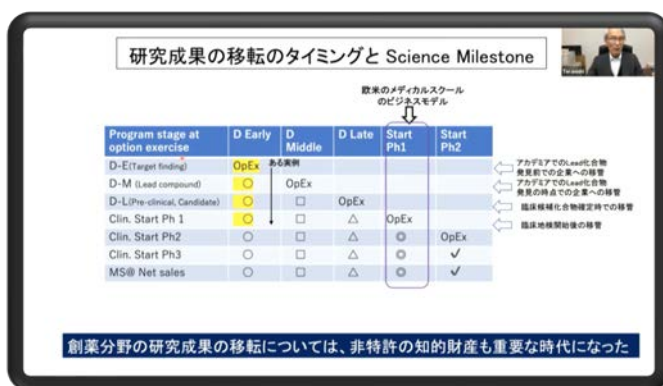 研究成果の移転のタイミングと Science Milestone
欧米のメディカルスクール
のビジネスモデル
Program stage at option exercise D Early D Middle D Late Start Ph1 Start Ph2
D-E(Target finding) OpEx ある実例
D-M (Lead compound) ○ OpEx
D-L(Pre-clinical, Candidate) ○ □ OpEx
Clin. Start Ph 1 ○ □ △ OpEx
Clin. Start Ph2 ○ □ △ ◎ OpEx
Clin. Start Ph3 ○ □ △ ◎ ✓
MS@ Net sales ○ □ △ ◎ ✓
アカデミアでのLead化合物
発見前での企業への移管
アカデミアでのLead化合物
発見の時点での企業への移管
臨床候補化合物確定時での移管
臨床地検開始後の移管
創薬分野の研究成果の移転については、非特許の知的財産も重要な時代になった